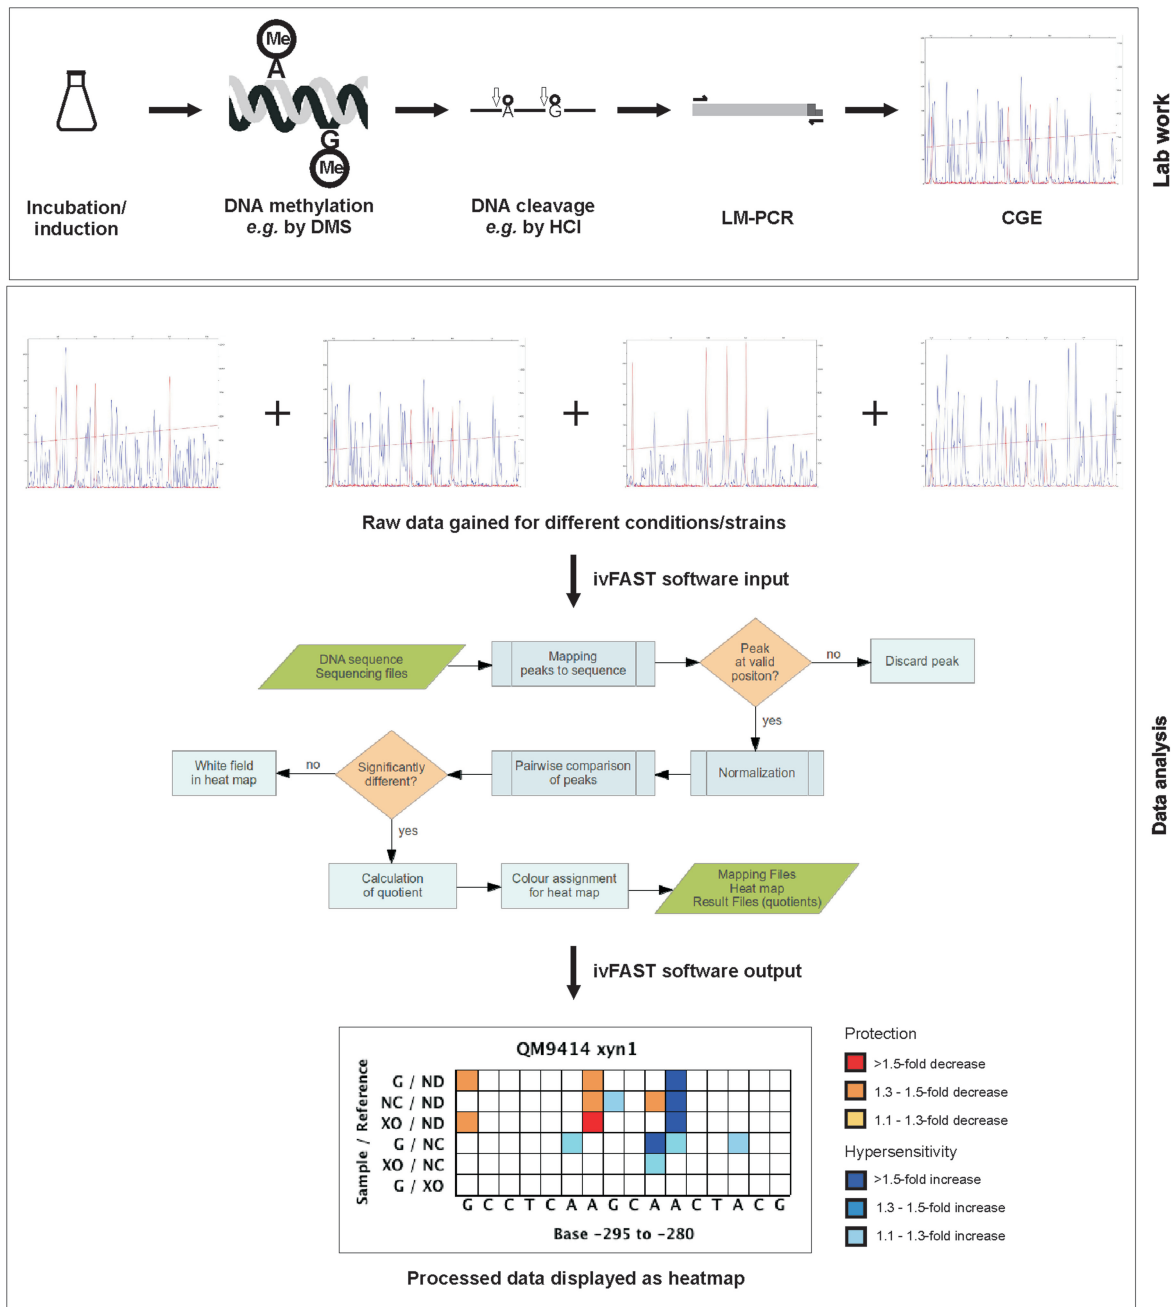 Me
A
G
Me
A
G
Incubation/
induction
DNA methylation
e.g. by DMS
DNA cleavage
e.g. by HCl
LM-PCR
CGE
Lab work
Raw data gained for different conditions/strains
ivFAST software input
DNA sequence
Sequencing files
Mapping
peaks to sequence
Peak
at valid
positon?
no
Discard peak
yes
White field
in heat map
no
Significantly
different?
Pairwise comparison
of peaks
Normalization
yes
Calculation
of quotient
Colour assignment
for heat map
Mapping Files
Heat map
Result Files (quotients)
Data analysis
ivFAST software output
QM9414 xyn1
Sample / Reference
G / ND
NC / ND
XO / ND
G / NC
XO / NC
G / XO
G C C T C A A G C A A C T A C G
Base -295 to -280
Protection
>1.5-fold decrease
1.3 - 1.5-fold decrease
1.1 - 1.3-fold decrease
Hypersensitivity
>1.5-fold increase
1.3 - 1.5-fold increase
1.1 - 1.3-fold increase
Processed data displayed as heatmap